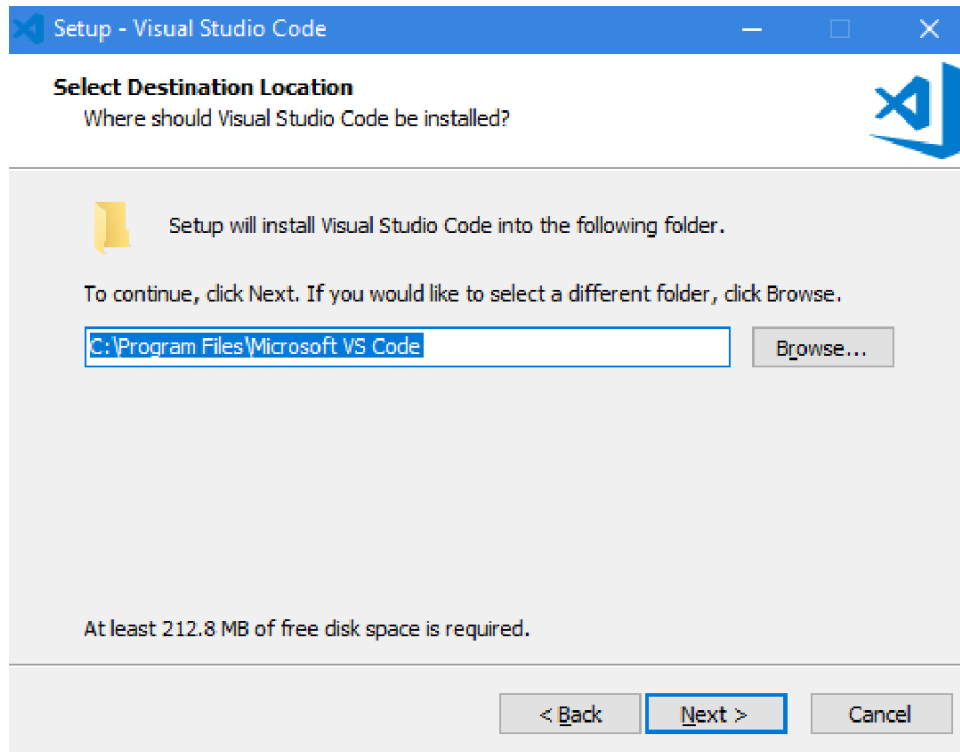 Setup - Visual Studio Code
Select Destination Location
Where should Visual Studio Code be installed?
Setup will install Visual Studio Code into the following folder.
To continue, click Next. If you would like to select a different folder, click Browse.
C:\Program Files\Microsoft VS Code
Browse...
At least 212.8 MB of free disk space is required.
< Back
Next >
Cancel